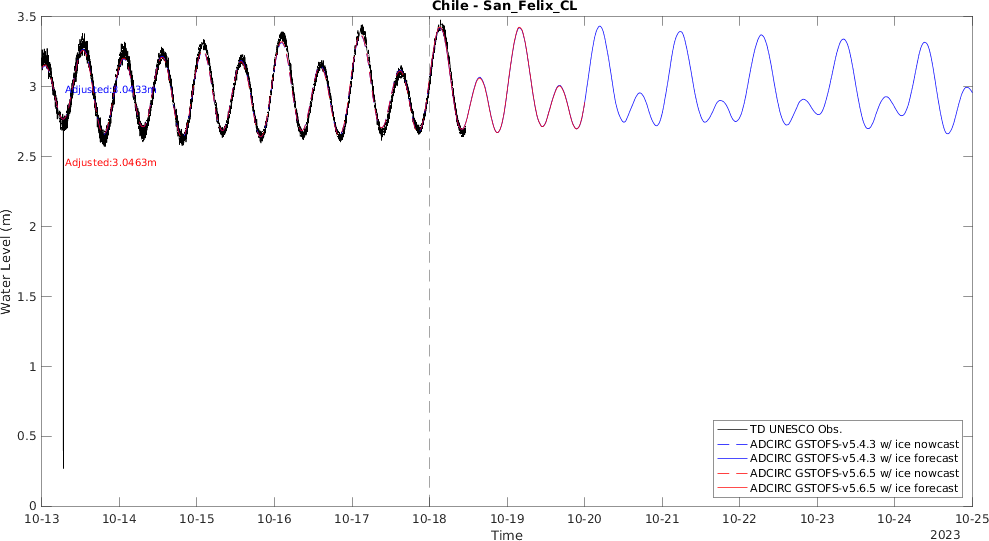 Chile - San_Felix_CL
Water Level (m)
3.5
3
2.5
2
1.5
1
0.5
0
Adjusted:3.0433m
Adjusted:3.0463m
TD UNESCO Obs.
ADCIRC GSTOFS-v5.4.3 w/ ice nowcast
ADCIRC GSTOFS-v5.4.3 w/ ice forecast
ADCIRC GSTOFS-v5.6.5 w/ ice nowcast
ADCIRC GSTOFS-v5.6.5 w/ ice forecast
10-13 10-14 10-15 10-16 10-17 10-18 10-19 10-20 10-21 10-22 10-23 10-24 10-25
Time
2023